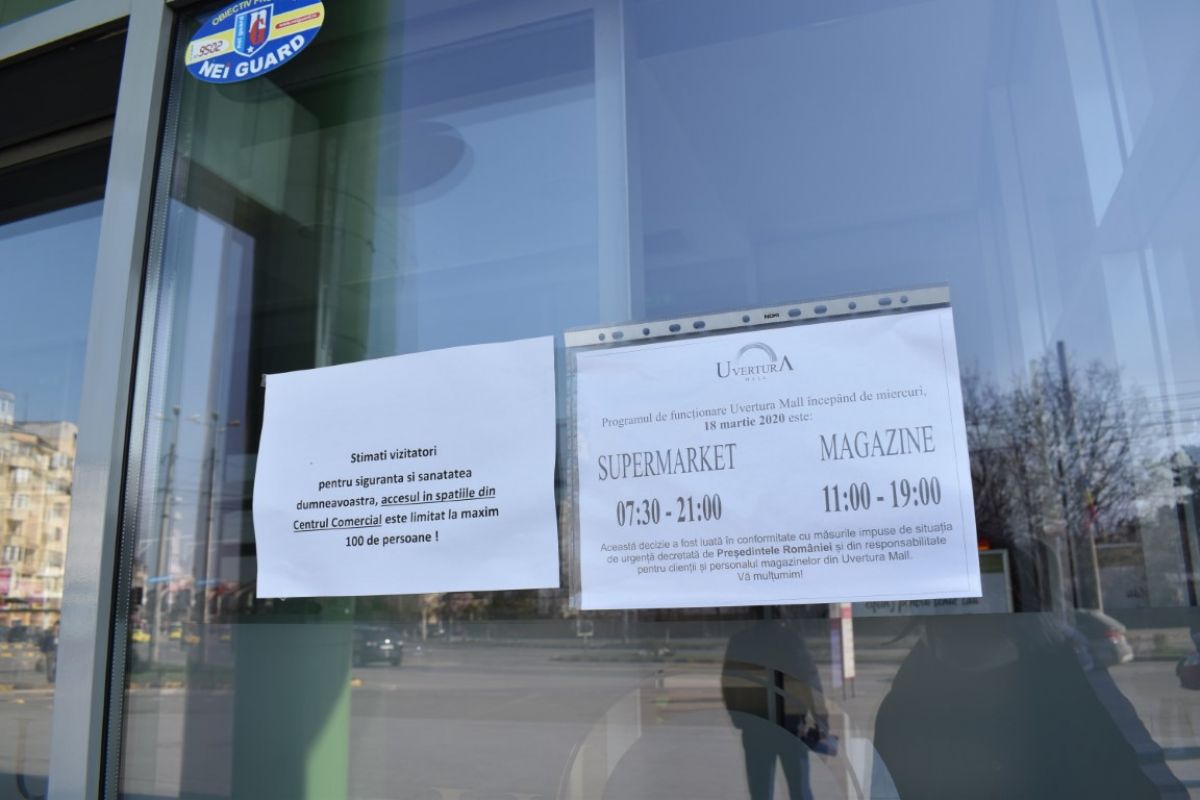 9502
NEI GUARD
Stimati vizitatori
pentru siguranta si sanatatea
dumneavoastra, accesul in spatiile din
Centrul Comercial este limitat la maxim
100 de persoane !
UVERTURA
MALL
Programul de funcționare Uvertura Mall începând de miercuri,
18 martie 2020 este:
SUPERMARKET
07:30 - 21:00
MAGAZINE
11:00 - 19:00
Această decizie a fost luată în conformitate cu măsurile impuse de situația
de urgență decretată de Președintele României și din responsabilitate
pentru clienții și personalul magazinelor din Uvertura Mall.
Vă mulțumim!